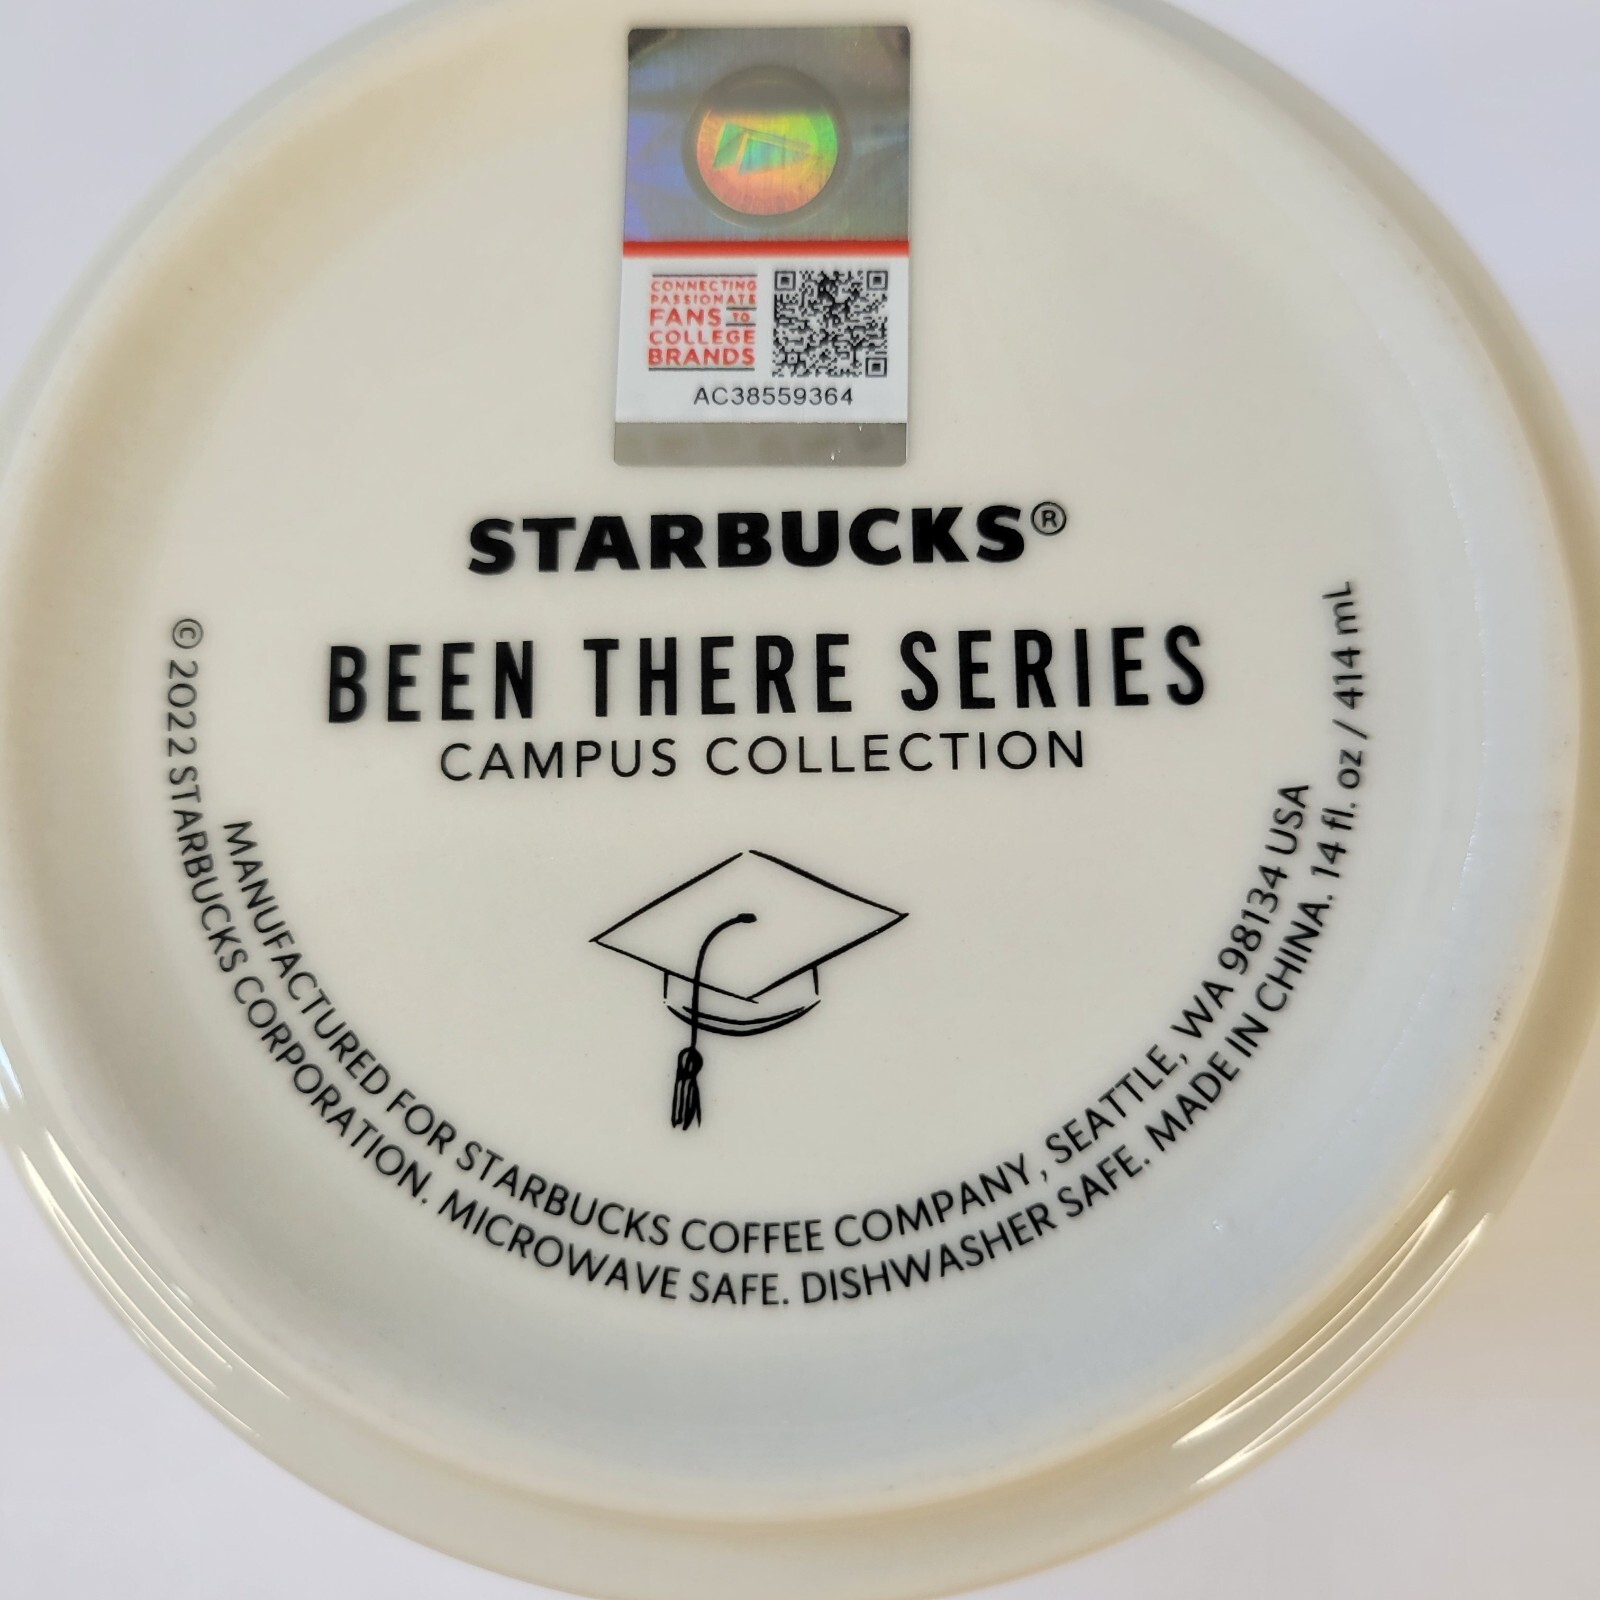 CONNECTING
PASSIONATE
FANS TO
COLLEGE
BRANDS
AC38559364
STARBUCKS®
BEEN THERE SERIES
CAMPUS COLLECTION
MANUFACTURED FOR STARBUCKS COFFEE COMPANY, SEATTLE, WA 98134 USA
© 2022 STARBUCKS CORPORATION. MICROWAVE SAFE. DISHWASHER SAFE. MADE IN CHINA. 14 fl. oz / 414 mL